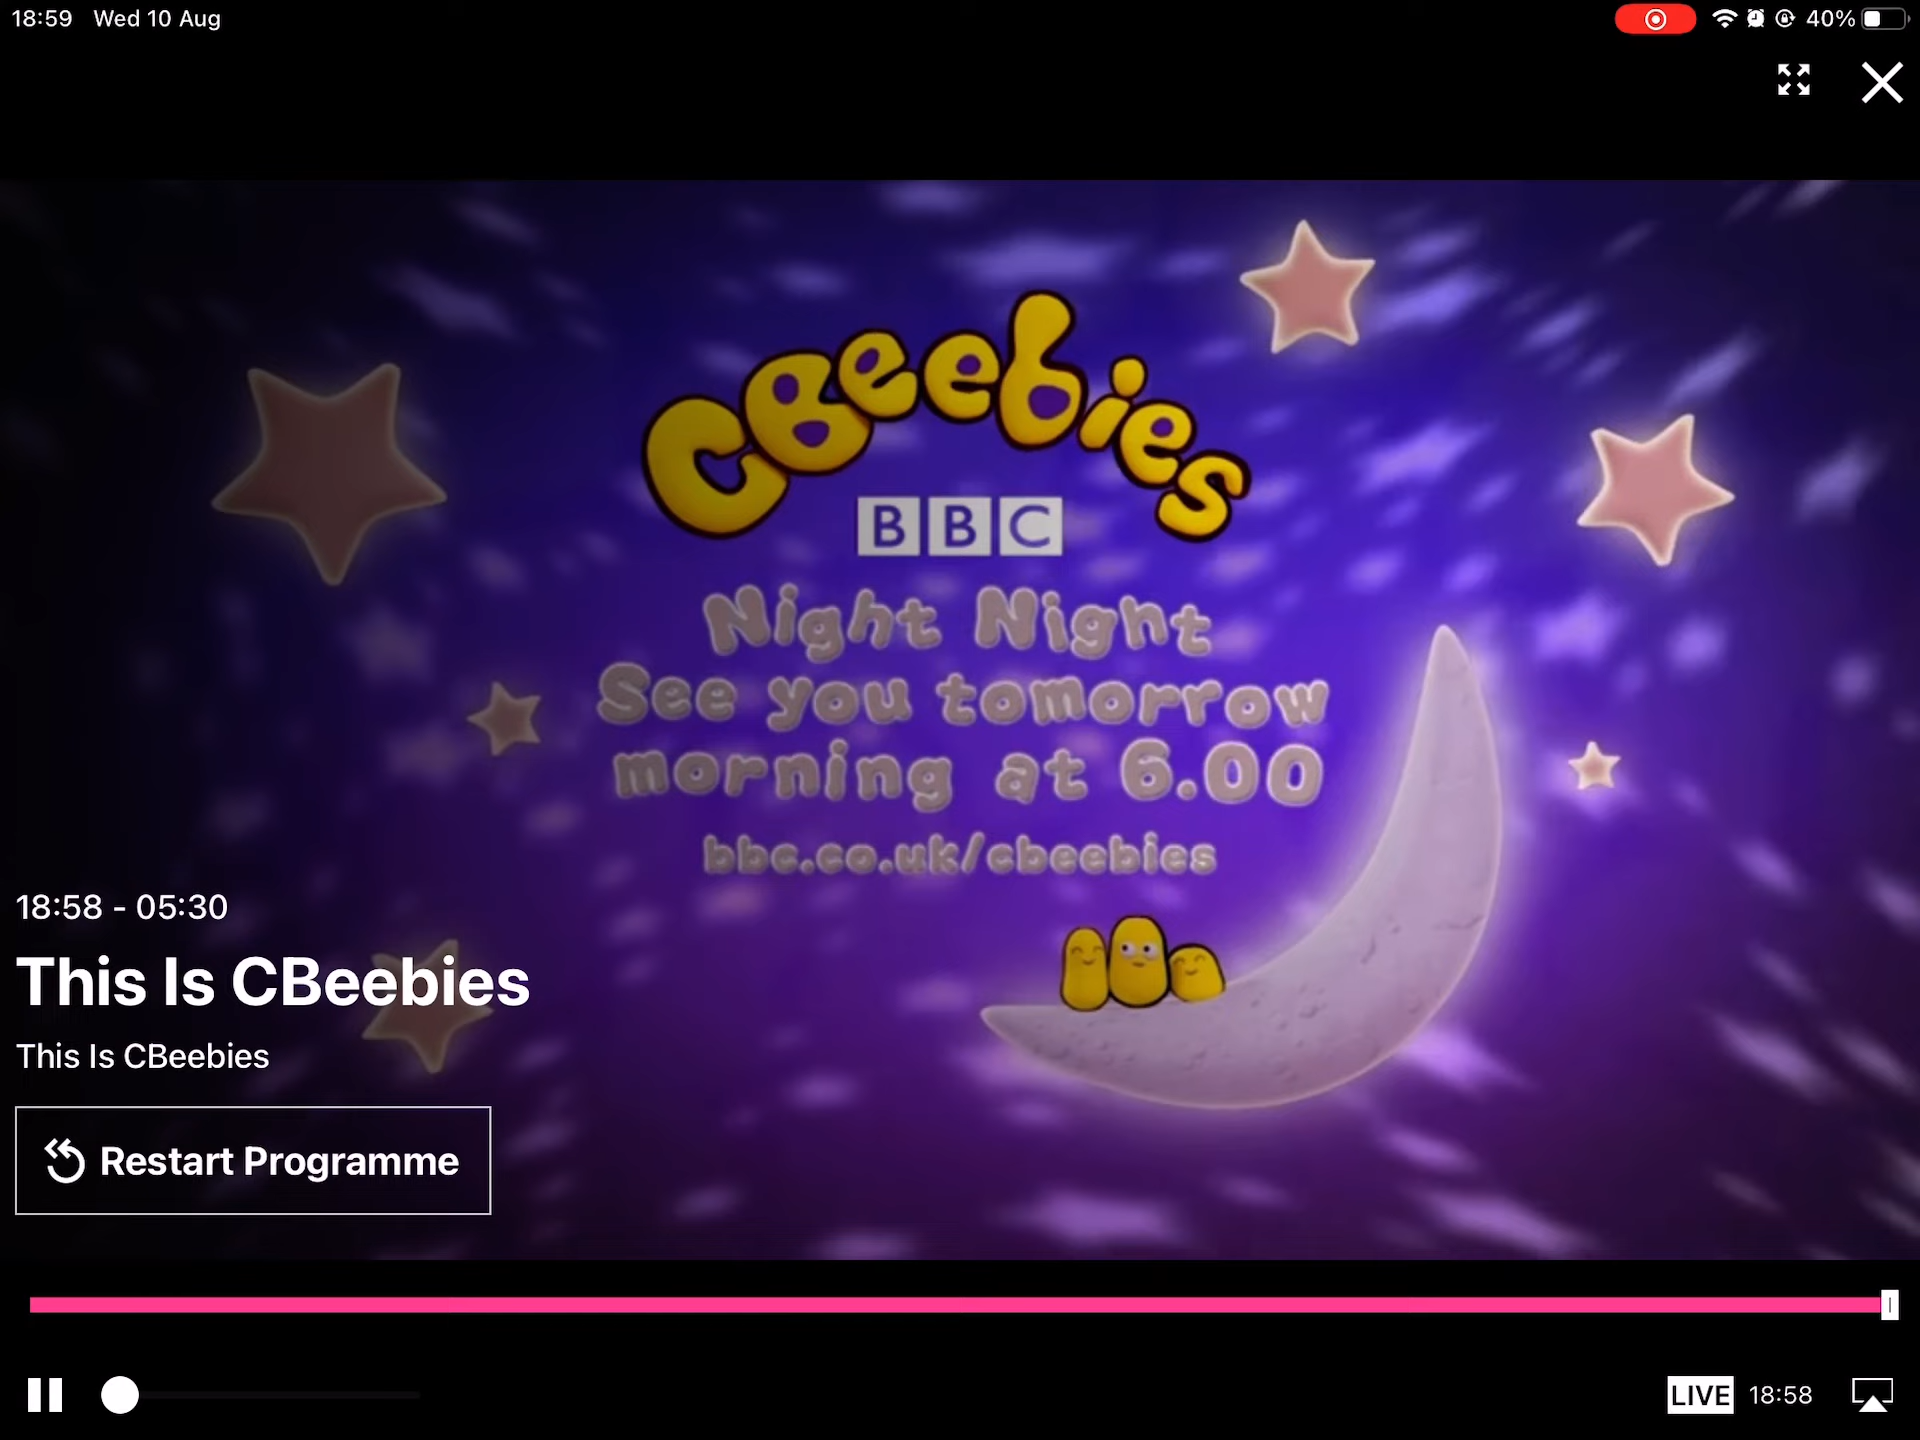 18:59 Wed 10 Aug
40%
CBeebies
BBC
Night Night
See you tomorrow
morning at 6.00
bbc.co.uk/cbeebies
18:58 - 05:30
This Is CBeebies
This Is CBeebies
Restart Programme
LIVE 18:58